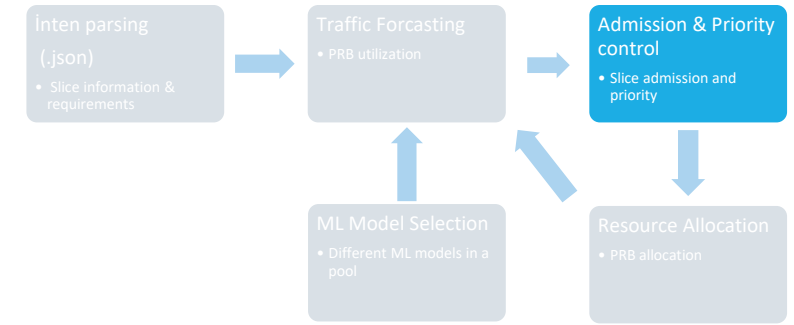 İnten parsing
(.json)
• Slice information &
requirements
Traffic Forcasting
• PRB utilization
Admission & Priority
control
• Slice admission and
priority
ML Model Selection
• Different ML models in a
pool
Resource Allocation
• PRB allocation